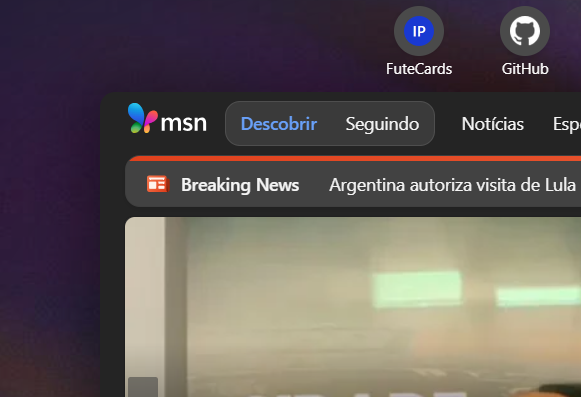 IP
FuteCards GitHub
msn Descobrir Seguindo Notícias Esp
Breaking News Argentina autoriza visita de Lula